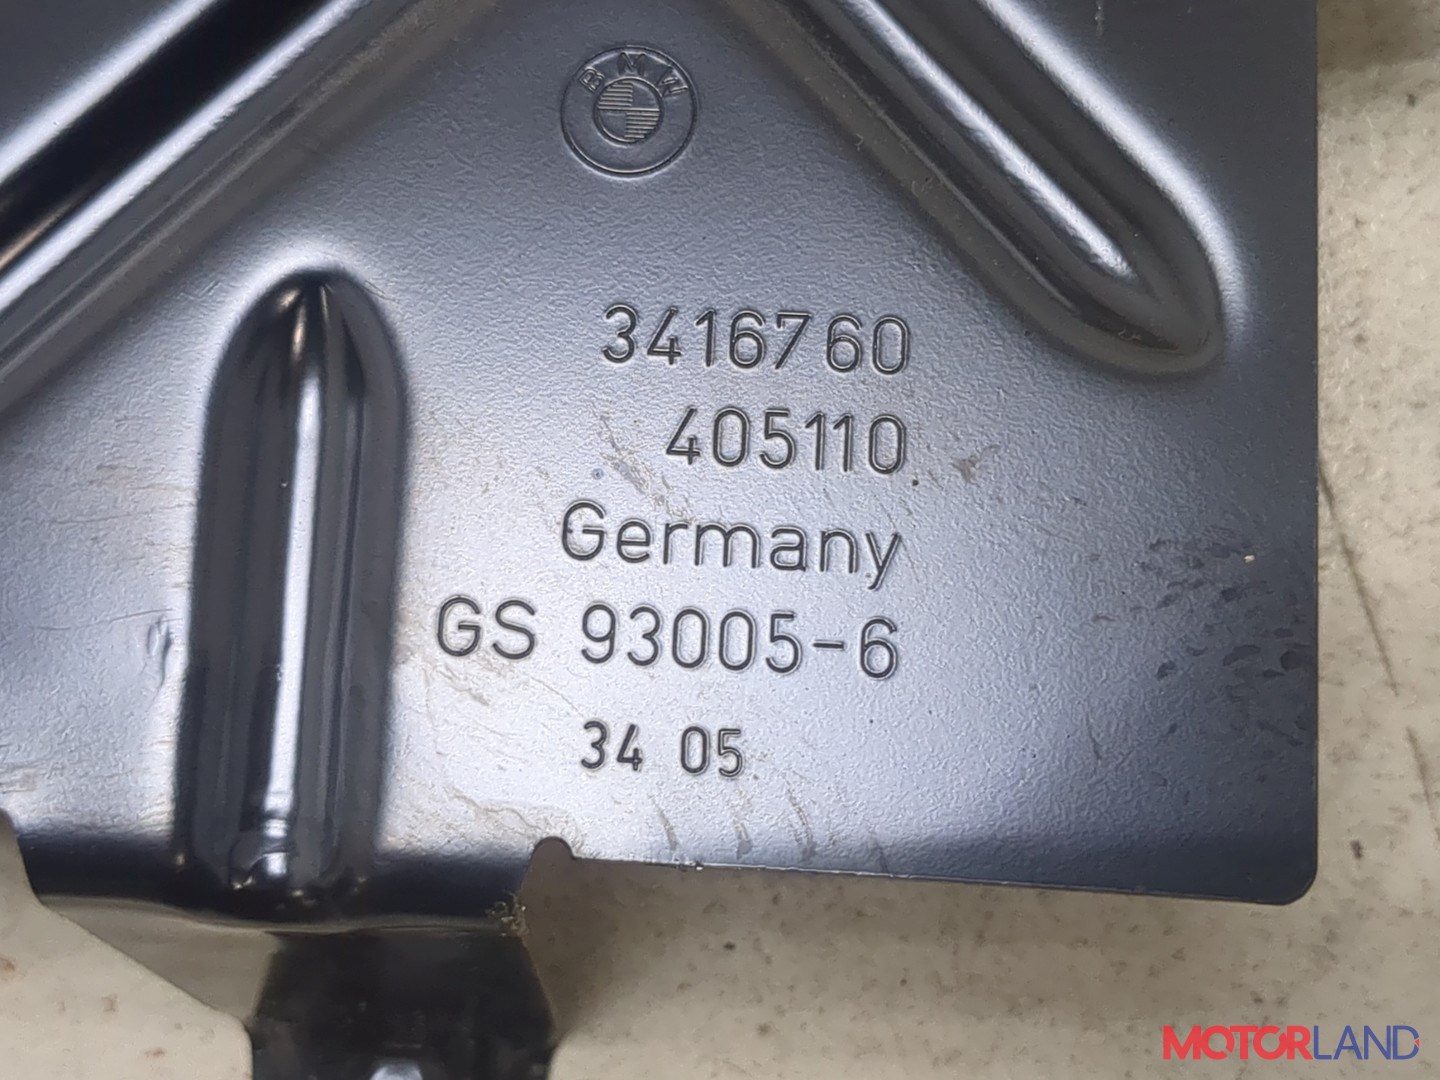 BMW
3416760
405110
Germany
GS 93005-6
34 05
MOTORLAND